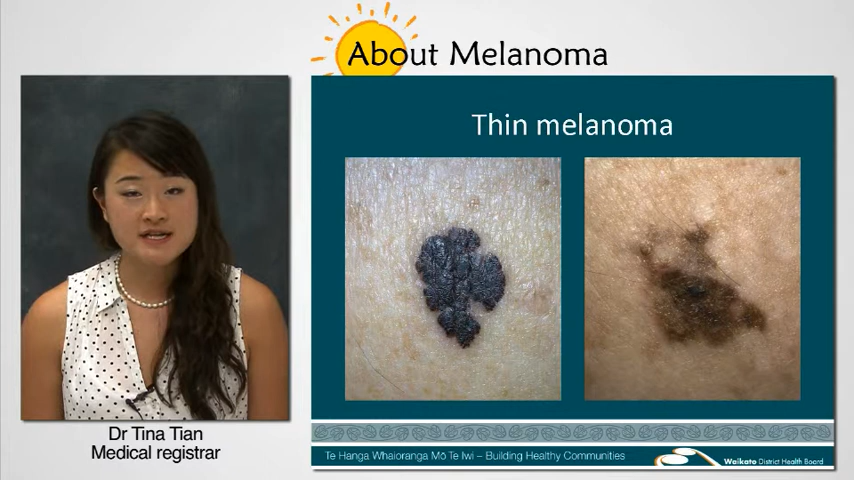 About Melanoma
Thin melanoma
Dr Tina Tian
Medical registrar
Te Hanga Whaioranga Mō Te Iwi – Building Healthy Communities
Waikato District Health Board